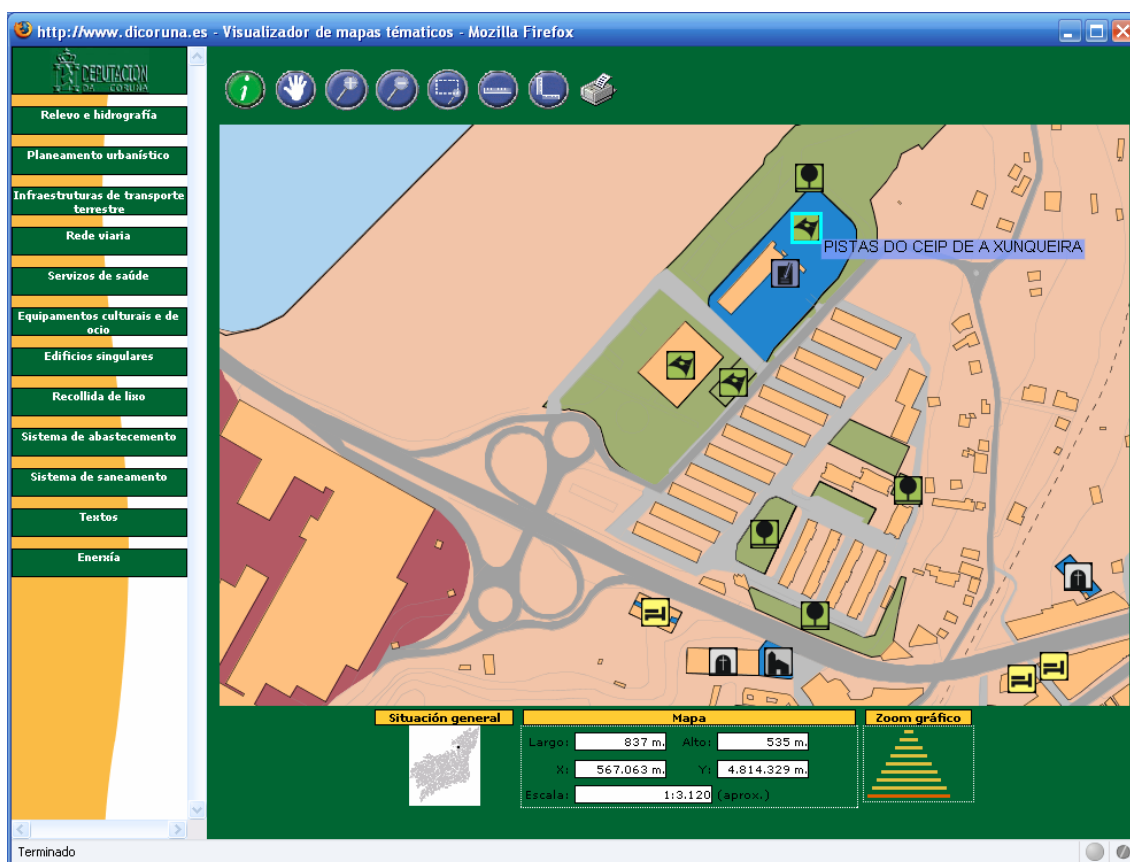 http://www.dicoruna.es - Visualizador de mapas témáticos - Mozilla Firefox
DEPUTACIÓN
DA CORUÑA
Relevo e hidrografía
Planeamento urbanístico
Infraestruturas de transporte
terrestre
Rede viaria
Servizos de saúde
Equipamentos culturais e de
ocio
Edificios singulares
Recollida de lixo
Sistema de abastecemento
Sistema de saneamento
Textos
Enerxía
PISTAS DO CEIP DE A XUNQUEIRA
Situación general
Mapa
Zoom gráfico
Largo: 837 m. Alto: 535 m.
X: 567.063 m. Y: 4.814.329 m.
Escala: 1:3.120 (aprox.)
Terminado